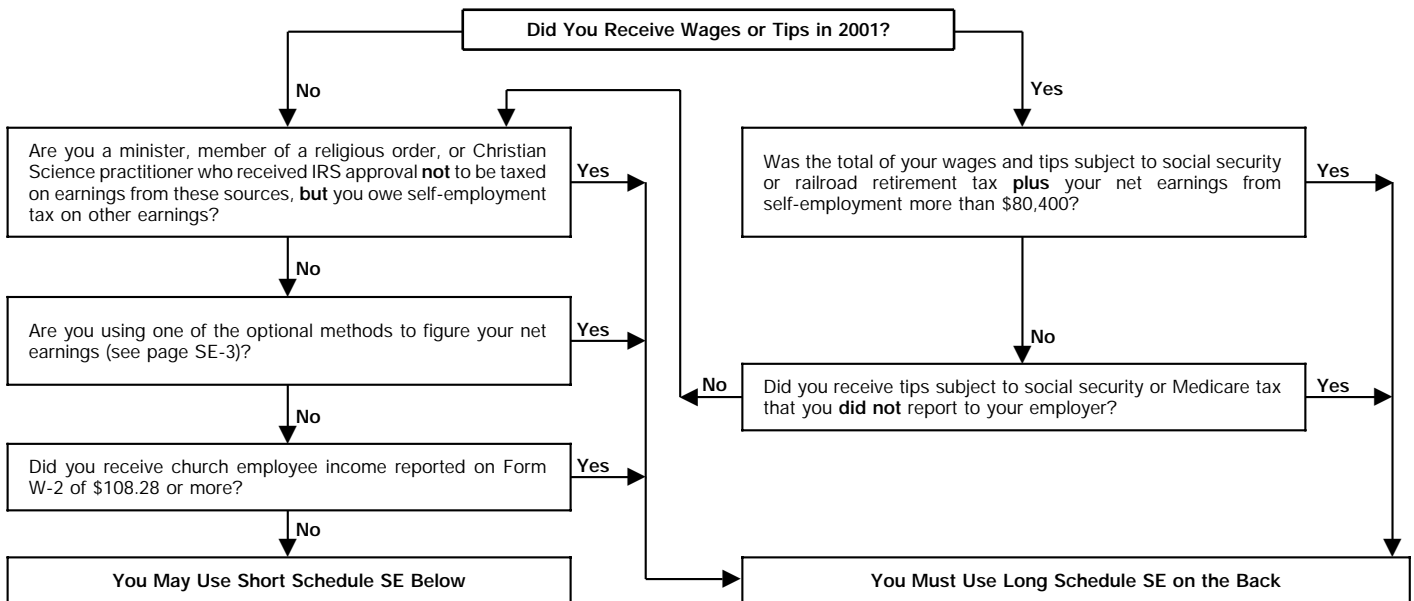 Did You Receive Wages or Tips in 2001?
No
Yes
Are you a minister, member of a religious order, or Christian
Science practitioner who received IRS approval not to be taxed
on earnings from these sources, but you owe self-employment
tax on other earnings?
Yes
Was the total of your wages and tips subject to social security
or railroad retirement tax plus your net earnings from
self-employment more than $80,400?
Yes
No
Are you using one of the optional methods to figure your net
earnings (see page SE-3)?
Yes
No
No
Did you receive tips subject to social security or Medicare tax
that you did not report to your employer?
Yes
No
Did you receive church employee income reported on Form
W-2 of $108.28 or more?
Yes
No
You May Use Short Schedule SE Below
You Must Use Long Schedule SE on the Back